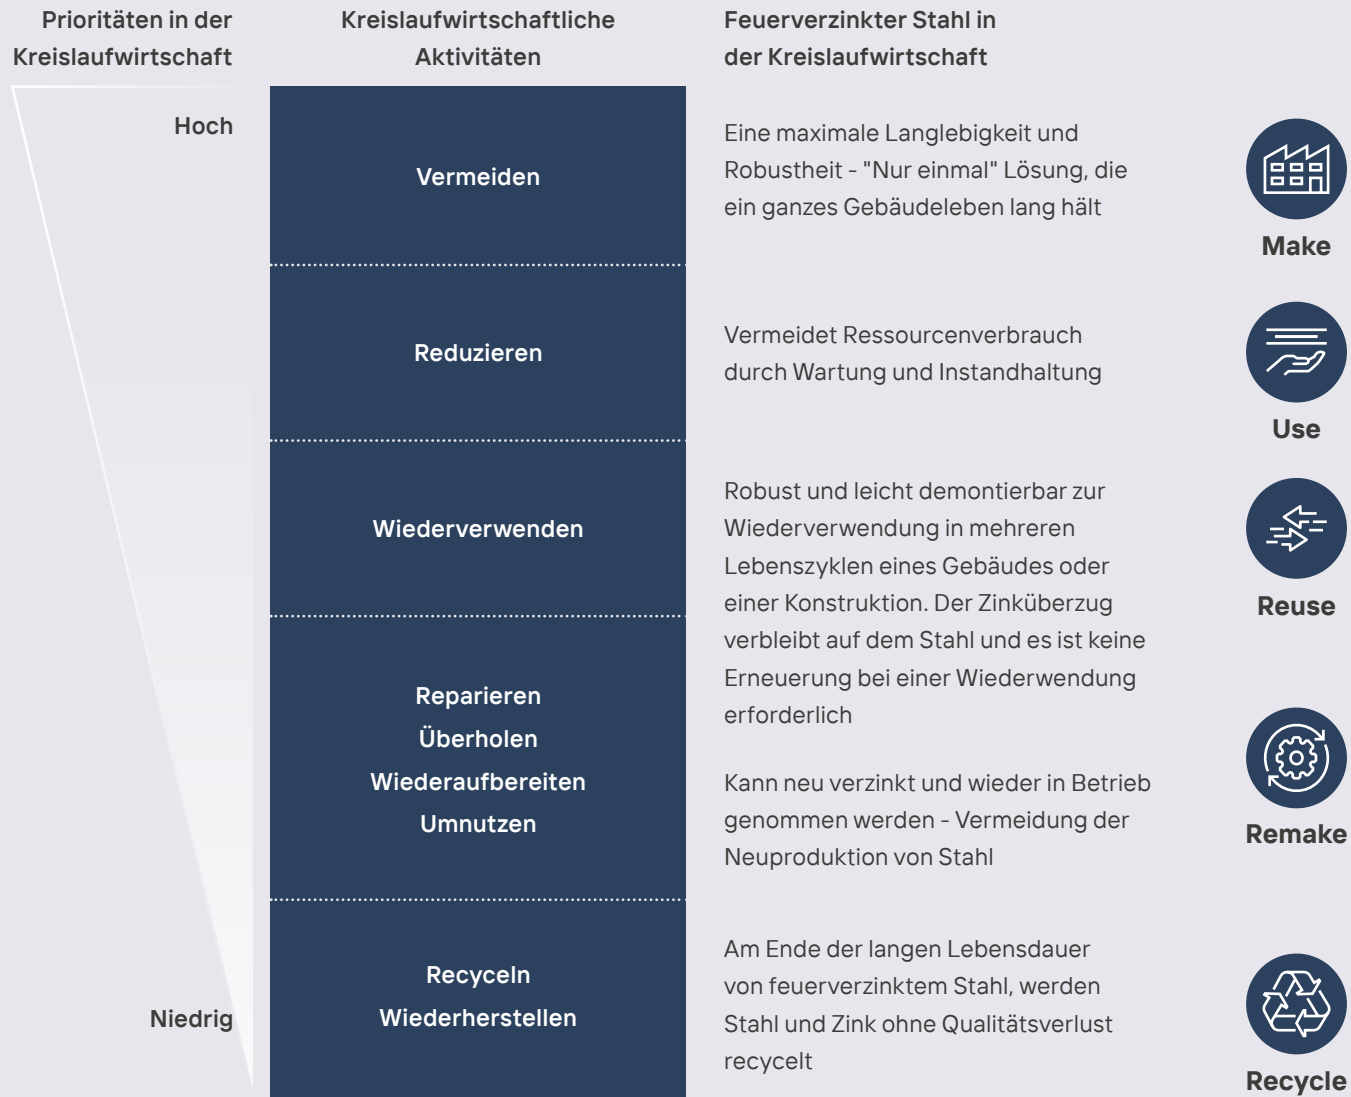 Prioritäten in der
Kreislaufwirtschaft
Kreislaufwirtschaftliche
Aktivitäten
Feuerverzinkter Stahl in
der Kreislaufwirtschaft
Hoch
Vermeiden
Eine maximale Langlebigkeit und
Robustheit - "Nur einmal" Lösung, die
ein ganzes Gebäudeleben lang hält
Make
Reduzieren
Vermeidet Ressourcenverbrauch
durch Wartung und Instandhaltung
Use
Wiederverwenden
Robust und leicht demontierbar zur
Wiederverwendung in mehreren
Lebenszyklen eines Gebäudes oder
einer Konstruktion. Der Zinküberzug
verbleibt auf dem Stahl und es ist keine
Erneuerung bei einer Wiederwendung
erforderlich
Reuse
Reparieren
Überholen
Wiederaufbereiten
Umnutzen
Kann neu verzinkt und wieder in Betrieb
genommen werden - Vermeidung der
Neuproduktion von Stahl
Remake
Niedrig
Recyceln
Wiederherstellen
Am Ende der langen Lebensdauer
von feuerverzinktem Stahl, werden
Stahl und Zink ohne Qualitätsverlust
recycelt
Recycle